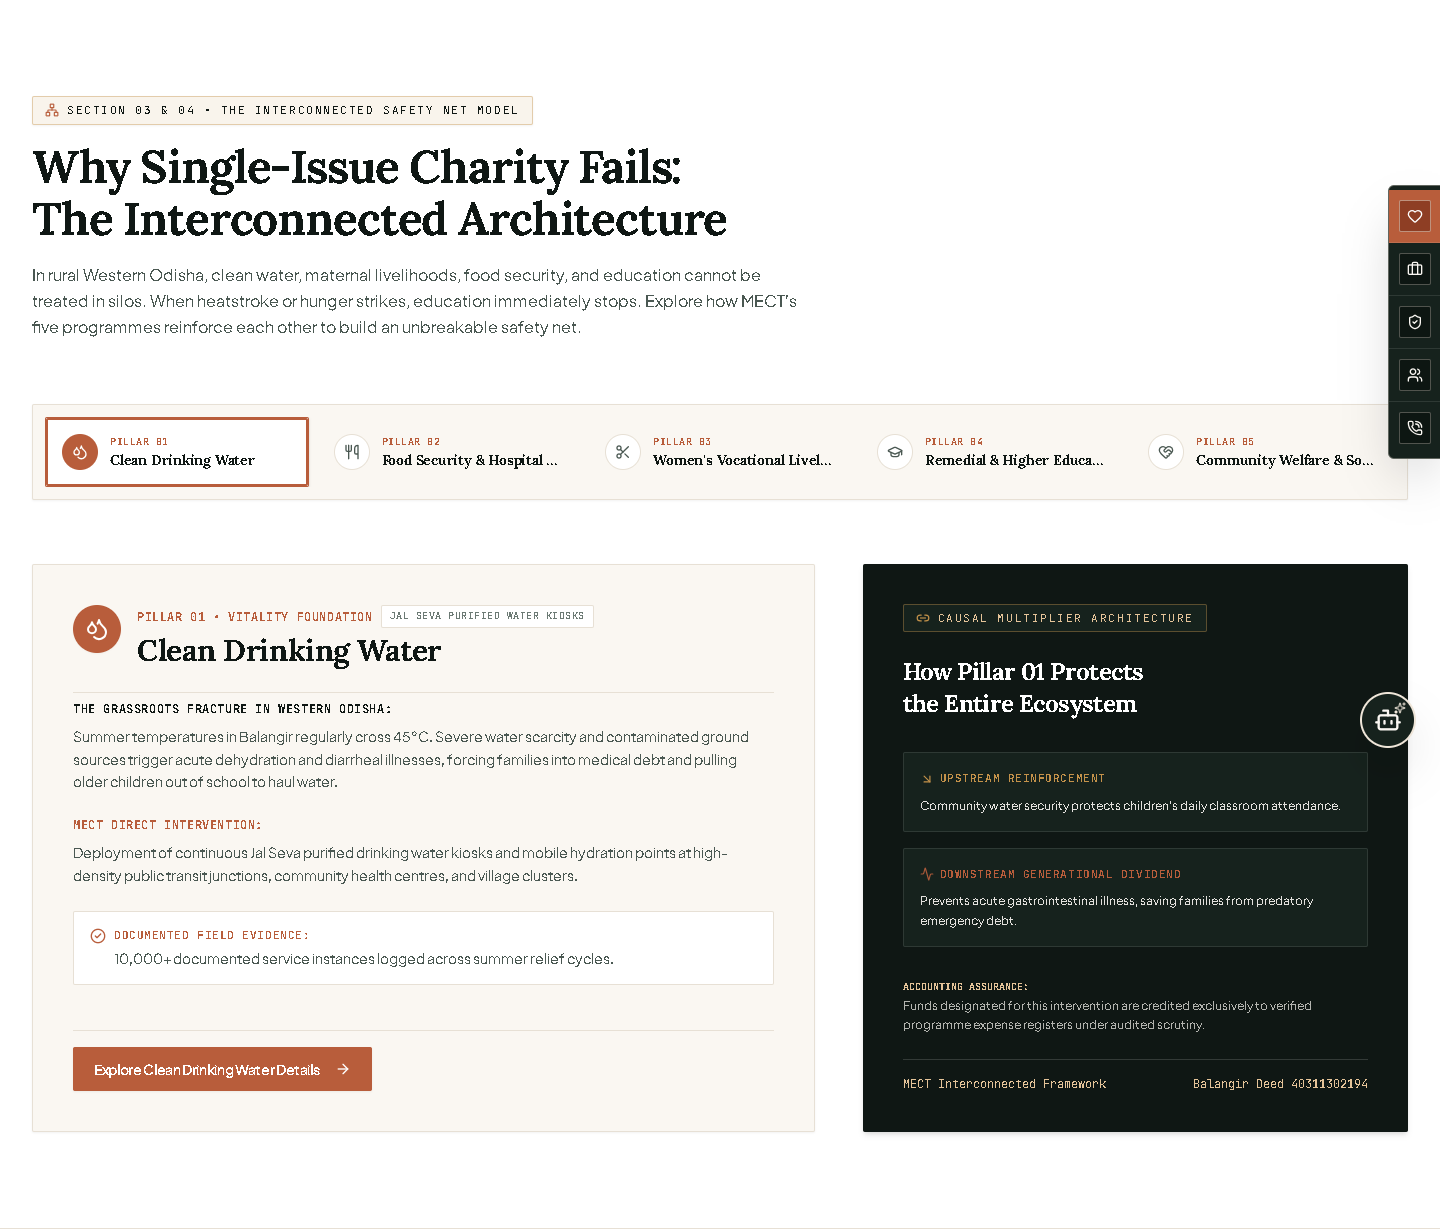 SECTION 03 & 04 • THE INTERCONNECTED SAFETY NET MODEL
Why Single-Issue Charity Fails:
The Interconnected Architecture
In rural Western Odisha, clean water, maternal livelihoods, food security, and education cannot be
treated in silos. When heatstroke or hunger strikes, education immediately stops. Explore how MECT's
five programmes reinforce each other to build an unbreakable safety net.
PILLAR 01
Clean Drinking Water
PILLAR 02
Food Security & Hospital ...
PILLAR 03
Women's Vocational Livel...
PILLAR 04
Remedial & Higher Educa...
PILLAR 05
Community Welfare & So...
PILLAR 01 • VITALITY FOUNDATION
JAL SEVA PURIFIED WATER KIOSKS
Clean Drinking Water
THE GRASSROOTS FRACTURE IN WESTERN ODISHA:
Summer temperatures in Balangir regularly cross 45°C. Severe water scarcity and contaminated ground
sources trigger acute dehydration and diarrheal illnesses, forcing families into medical debt and pulling
older children out of school to haul water.
MECT DIRECT INTERVENTION:
Deployment of continuous Jal Seva purified drinking water kiosks and mobile hydration points at high-
density public transit junctions, community health centres, and village clusters.
DOCUMENTED FIELD EVIDENCE:
10,000+ documented service instances logged across summer relief cycles.
Explore Clean Drinking Water Details
CAUSAL MULTIPLIER ARCHITECTURE
How Pillar 01 Protects
the Entire Ecosystem
UPSTREAM REINFORCEMENT
Community water security protects children's daily classroom attendance.
DOWNSTREAM GENERATIONAL DIVIDEND
Prevents acute gastrointestinal illness, saving families from predatory
emergency debt.
ACCOUNTING ASSURANCE:
Funds designated for this intervention are credited exclusively to verified
programme expense registers under audited scrutiny.
MECT Interconnected Framework
Balangir Deed 40311302194